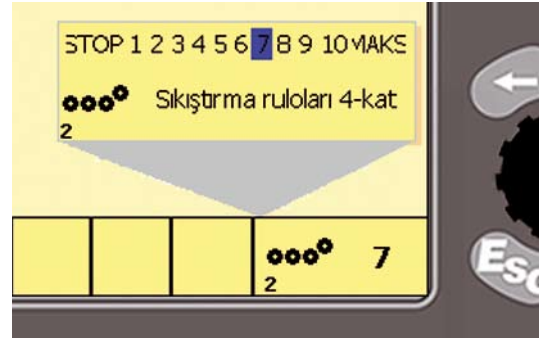 STOP 1 2 3 4 5 6 7 8 9 10 MAKS
Sıkıştırma ruloları 4-kat
2
7
2
Esc